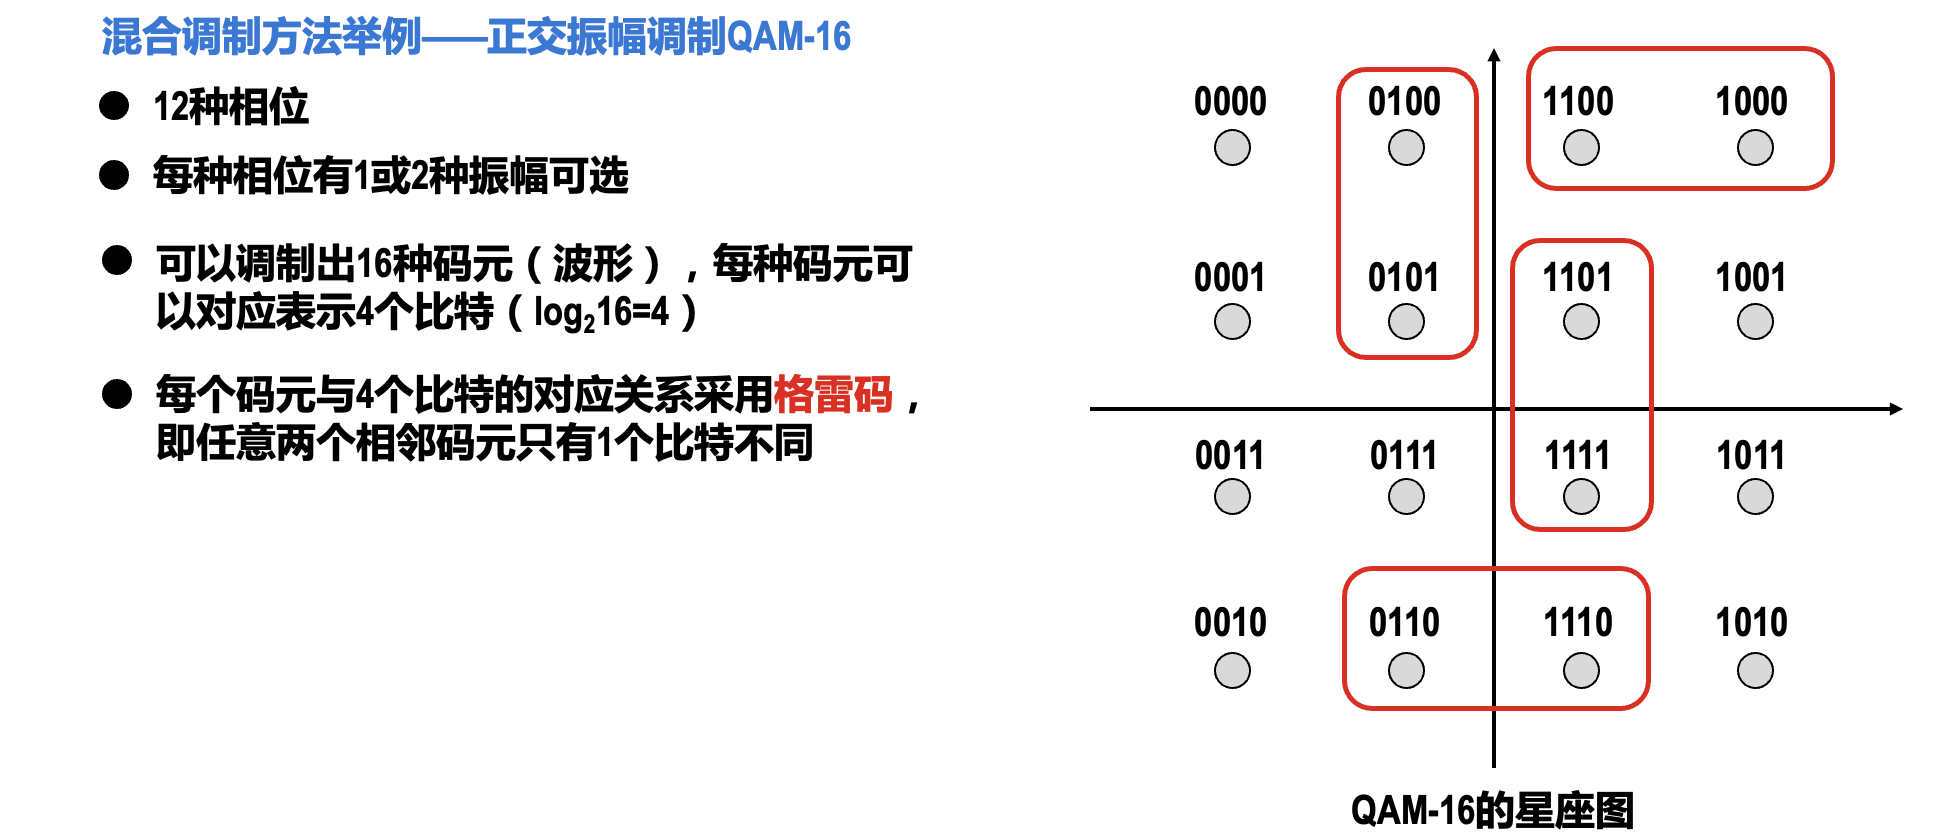 混合调制方法举例——正交振幅调制QAM-16
● 12种相位
● 每种相位有1或2种振幅可选
● 可以调制出16种码元（波形），每种码元可
以对应表示4个比特（log₂16=4）
● 每个码元与4个比特的对应关系采用格雷码，
即任意两个相邻码元只有1个比特不同
0000 0100 1100 1000
0001 0101 1101 1001
0011 0111 1111 1011
0010 0110 1110 1010
QAM-16的星座图